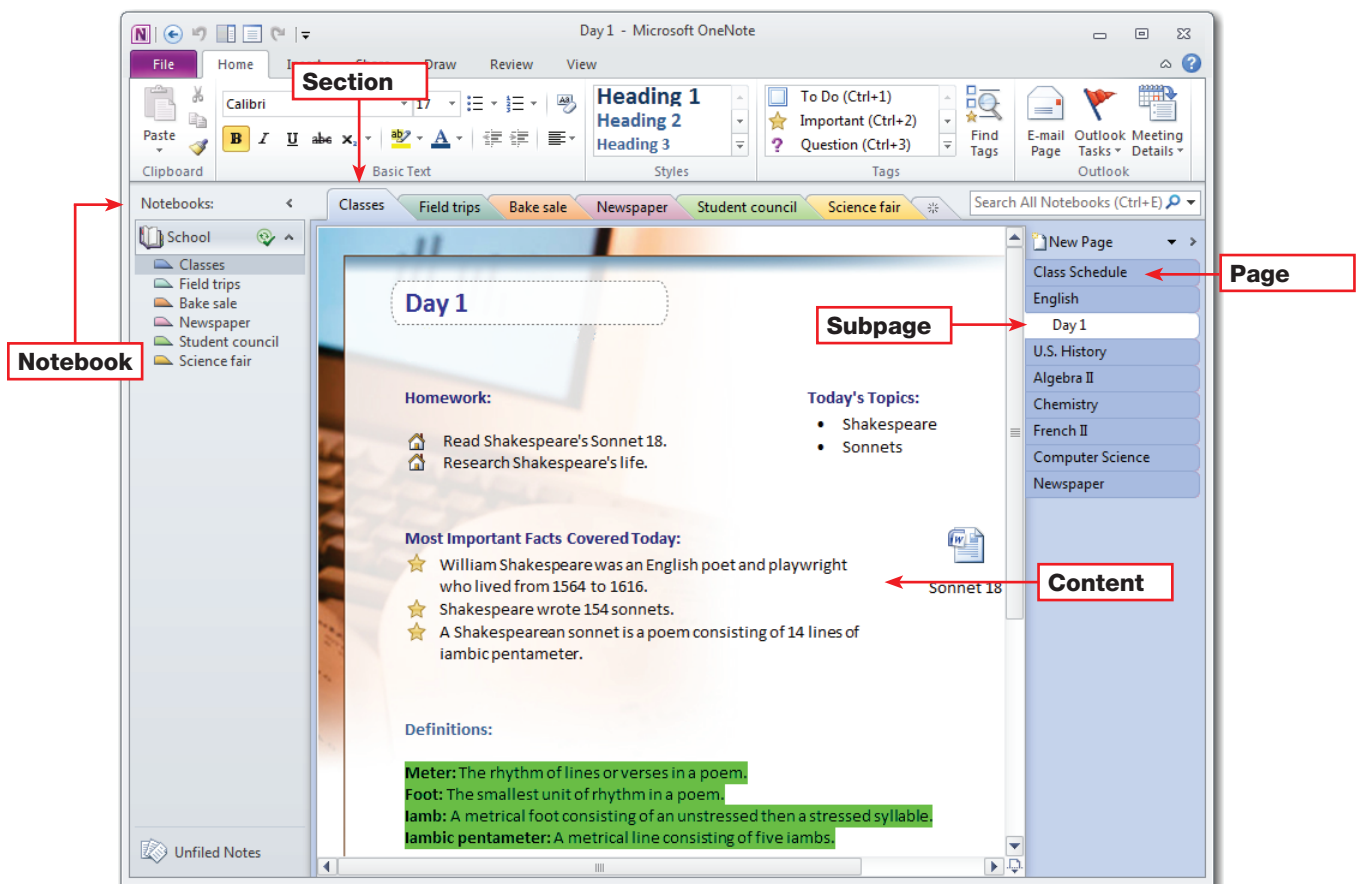 Day 1 - Microsoft OneNote
File Home Share Draw Review View
Section
Calibri 17
Paste
B I U abc X₂ ab A
Heading 1
Heading 2
Heading 3
To Do (Ctrl+1)
Important (Ctrl+2)
? Question (Ctrl+3)
Find
Tags
E-mail
Page
Outlook
Tasks
Meeting
Details
Clipboard Basic Text Styles Tags Outlook
Notebooks:
Classes Field trips Bake sale Newspaper Student council Science fair
Search All Notebooks (Ctrl+E)
School
Classes
Field trips
Bake sale
Newspaper
Student council
Science fair
Notebook
Unfiled Notes
Day 1
Homework:
Read Shakespeare's Sonnet 18.
Research Shakespeare's life.
Today's Topics:
• Shakespeare
• Sonnets
Most Important Facts Covered Today:
William Shakespeare was an English poet and playwright
who lived from 1564 to 1616.
Shakespeare wrote 154 sonnets.
A Shakespearean sonnet is a poem consisting of 14 lines of
iambic pentameter.
Sonnet 18
Content
Definitions:
Meter: The rhythm of lines or verses in a poem.
Foot: The smallest unit of rhythm in a poem.
Iamb: A metrical foot consisting of an unstressed then a stressed syllable.
Iambic pentameter: A metrical line consisting of five iambs.
New Page
Class Schedule
Page
English
Subpage
Day 1
U.S. History
Algebra II
Chemistry
French II
Computer Science
Newspaper